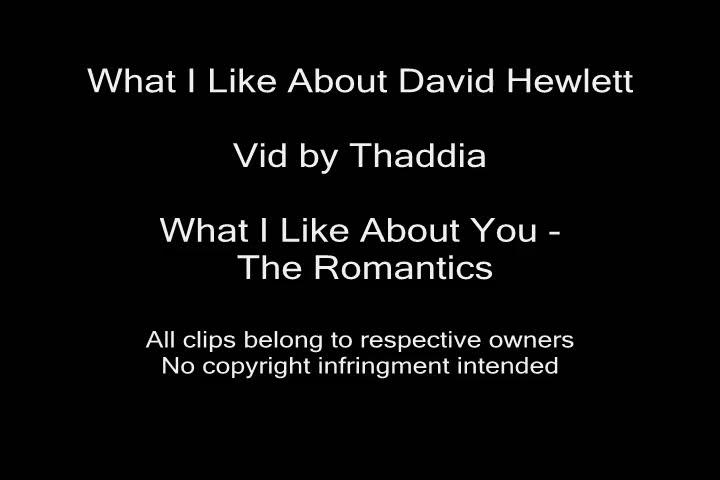 What I Like About David Hewlett
Vid by Thaddia
What I Like About You -
The Romantics
All clips belong to respective owners
No copyright infringment intended